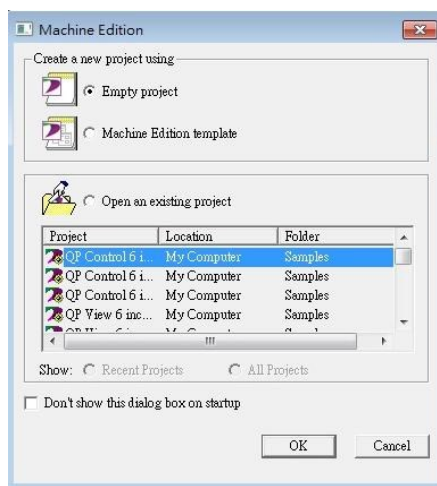 Machine Edition
Create a new project using
Empty project
Machine Edition template
Open an existing project
Project Location Folder
QP Control 6 i... My Computer Samples
QP Control 6 i... My Computer Samples
QP Control 6 i... My Computer Samples
QP View 6 inc... My Computer Samples
Show: Recent Projects All Projects
Don't show this dialog box on startup
OK Cancel